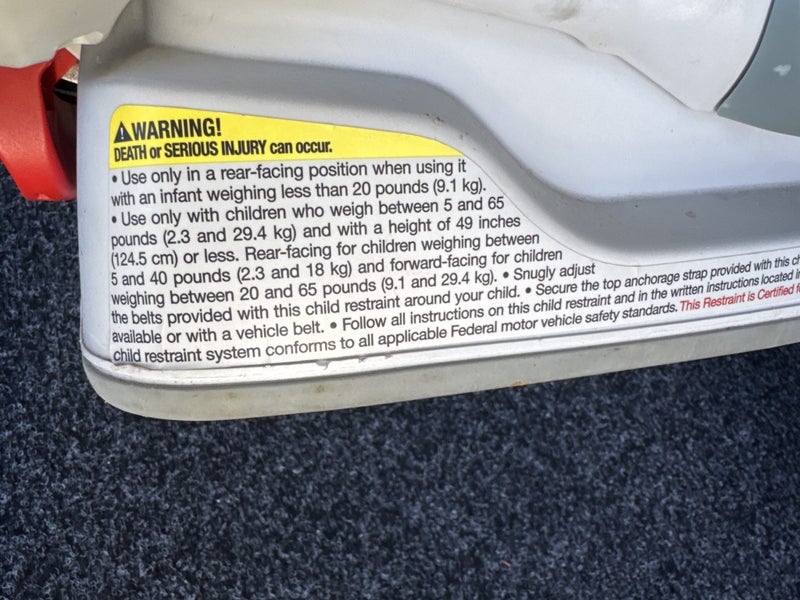 WARNING!
DEATH or SERIOUS INJURY can occur.
• Use only in a rear-facing position when using it
with an infant weighing less than 20 pounds (9.1 kg).
• Use only with children who weigh between 5 and 65
pounds (2.3 and 29.4 kg) and with a height of 49 inches
(124.5 cm) or less. Rear-facing for children weighing between
5 and 40 pounds (2.3 and 18 kg) and forward-facing for children
weighing between 20 and 65 pounds (9.1 and 29.4 kg). • Snugly adjust
the belts provided with this child restraint around your child. • Secure the top anchorage strap provided with this
available or with a vehicle belt. • Follow all instructions on this child restraint and in the written instructions located
child restraint system conforms to all applicable Federal motor vehicle safety standards. This Restraint is Certified